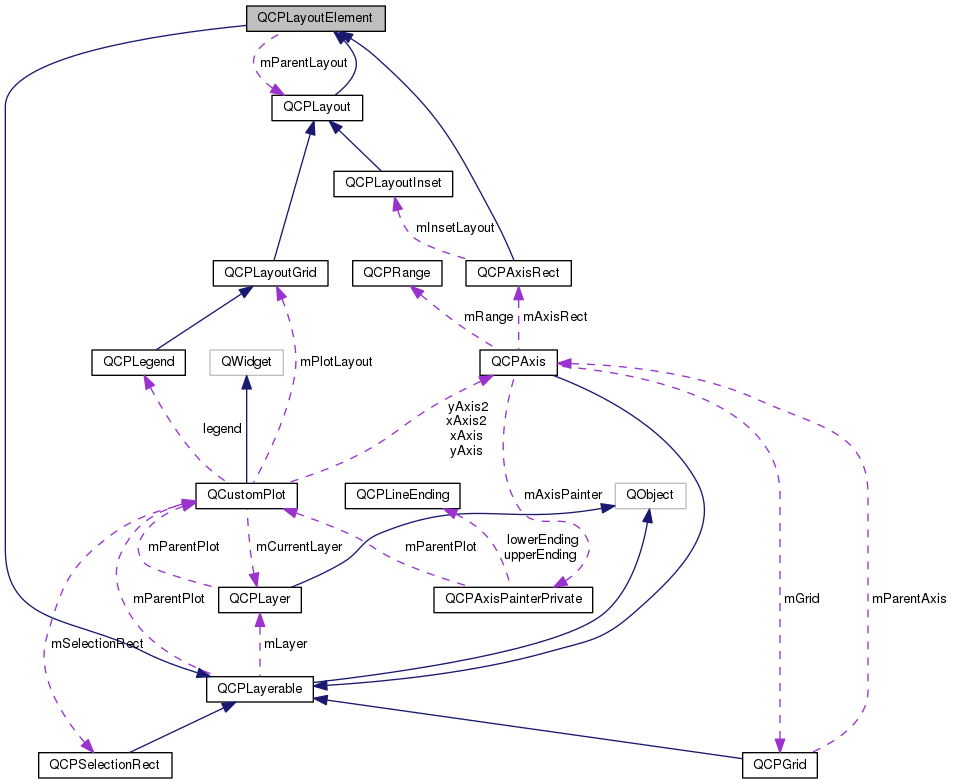 QCPLayoutElement
mParentLayout
QCPLayout
QCPLayoutInset
mInsetLayout
QCPLayoutGrid
QCPRange
QCPAxisRect
mRange
mAxisRect
QCPLegend
QWidget
mPlotLayout
QCPAxis
legend
yAxis2
xAxis2
xAxis
yAxis
QCustomPlot
QCPLineEnding
mAxisPainter
QObject
mParentPlot
mCurrentLayer
mParentPlot
lowerEnding
upperEnding
mParentPlot
QCPLayer
QCPAxisPainterPrivate
mGrid
mParentAxis
mSelectionRect
mLayer
QCPLayerable
QCPSelectionRect
QCPGrid